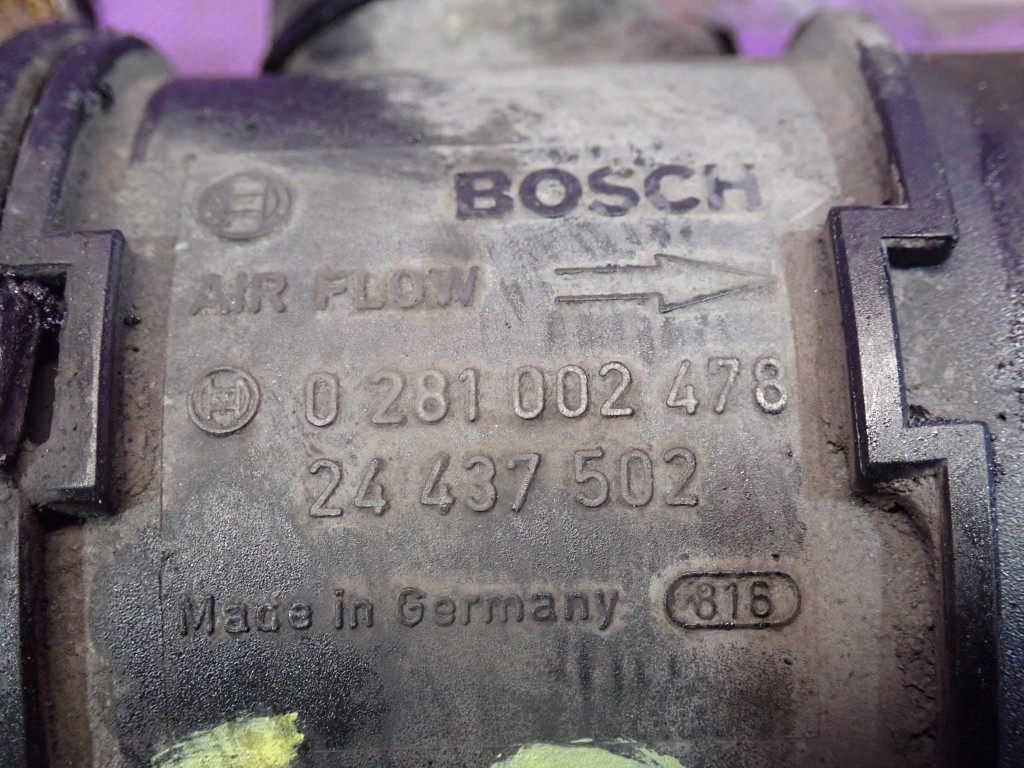 BOSCH
AIR FLOW
0 281 002 478
24 437 502
Made in Germany 816